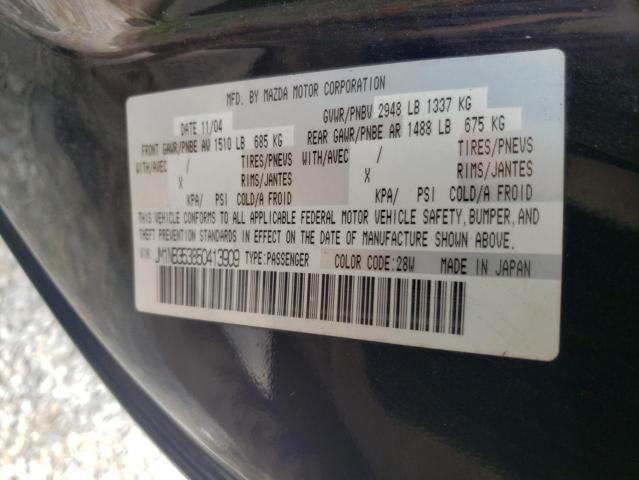 MFD. BY MAZDA MOTOR CORPORATION
DATE 11/04 GVWR/PNBV 2948 LB 1337 KG
FRONT GAWR/PNBE AV 1510 LB 685 KG REAR GAWR/PNBE AR 1488 LB 675 KG
WITH/AVEC / TIRES/PNEUS WITH/AVEC / TIRES/PNEUS
X RIMS/JANTES X RIMS/JANTES
KPA/ PSI COLD/A FROID KPA/ PSI COLD/A FROID
THIS VEHICLE CONFORMS TO ALL APPLICABLE FEDERAL MOTOR VEHICLE SAFETY, BUMPER, AND
THEFT PREVENTION STANDARDS IN EFFECT ON THE DATE OF MANUFACTURE SHOWN ABOVE.
VIN: JM1NB353850413909 TYPE:PASSENGER COLOR CODE:28W MADE IN JAPAN